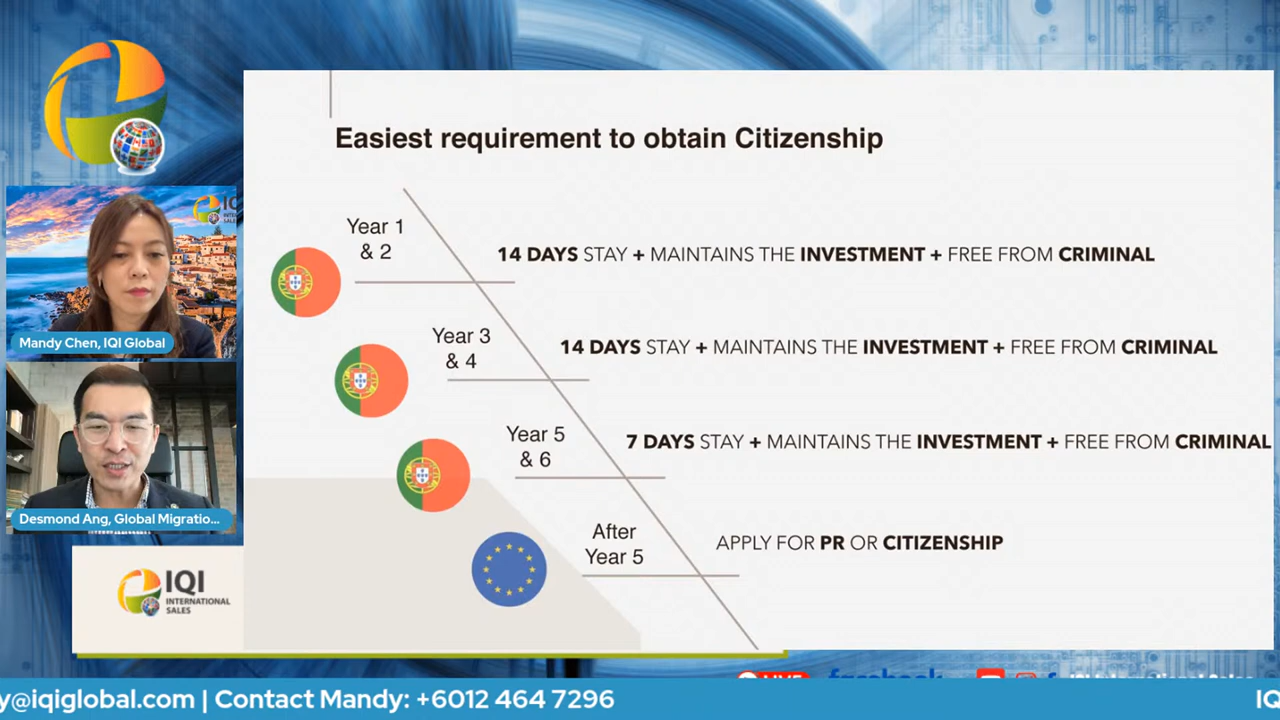 Easiest requirement to obtain Citizenship
Year 1
& 2
14 DAYS STAY + MAINTAINS THE INVESTMENT + FREE FROM CRIMINAL
Year 3
& 4
14 DAYS STAY + MAINTAINS THE INVESTMENT + FREE FROM CRIMINAL
Year 5
& 6
7 DAYS STAY + MAINTAINS THE INVESTMENT + FREE FROM CRIMINAL
After
Year 5
APPLY FOR PR OR CITIZENSHIP
Mandy Chen, IQI Global
Desmond Ang, Global Migratio...
IQI
INTERNATIONAL
SALES
LIVE
facebook
y@iqiglobal.com | Contact Mandy: +6012 464 7296
IQ